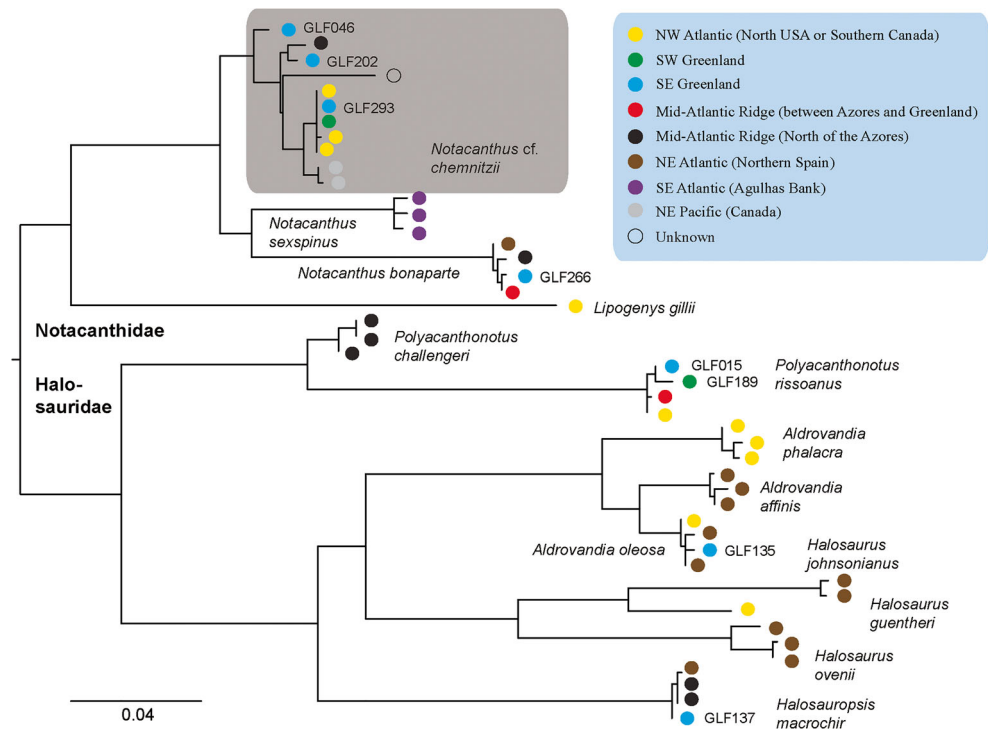 GLF046
GLF202
GLF293
Notacanthus cf.
chemnitzii
NW Atlantic (North USA or Southern Canada)
SW Greenland
SE Greenland
Mid-Atlantic Ridge (between Azores and Greenland)
Mid-Atlantic Ridge (North of the Azores)
NE Atlantic (Northern Spain)
SE Atlantic (Agulhas Bank)
NE Pacific (Canada)
Unknown
Notacanthus
sexspinus
Notacanthus bonaparte
GLF266
Lipogenys gillii
Notacanthidae
Halo-
sauridae
Polyacanthonotus
challengeri
GLF015
GLF189
Polyacanthonotus
rissoanus
Aldrovandia
phalacra
Aldrovandia
affinis
Aldrovandia oleosa
GLF135
Halosaurus
johnsonianus
Halosaurus
guentheri
Halosaurus
ovenii
GLF137
Halosauropsis
macrochir
0.04